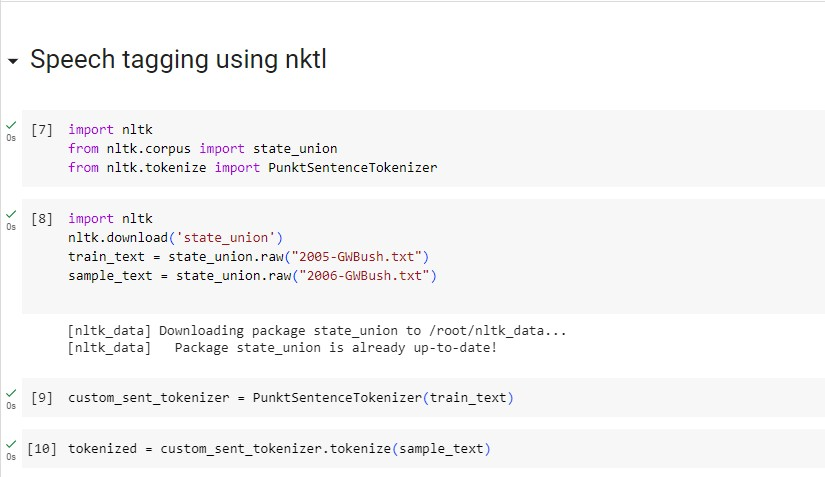 Speech tagging using nktl
0s
[7] import nltk
from nltk.corpus import state_union
from nltk.tokenize import PunktSentenceTokenizer
0s
[8] import nltk
nltk.download('state_union')
train_text = state_union.raw("2005-GWBush.txt")
sample_text = state_union.raw("2006-GWBush.txt")
[nltk_data] Downloading package state_union to /root/nltk_data...
[nltk_data]   Package state_union is already up-to-date!
0s
[9] custom_sent_tokenizer = PunktSentenceTokenizer(train_text)
0s
[10] tokenized = custom_sent_tokenizer.tokenize(sample_text)